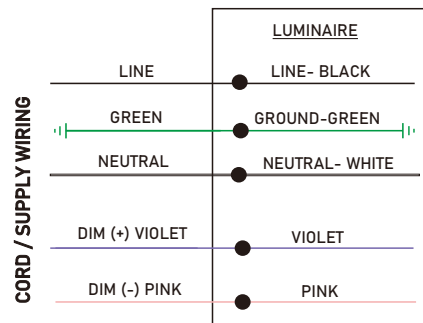 LUMINAIRE
LINE LINE- BLACK
GREEN GROUND-GREEN
NEUTRAL NEUTRAL- WHITE
DIM (+) VIOLET VIOLET
DIM (-) PINK PINK
CORD / SUPPLY WIRING